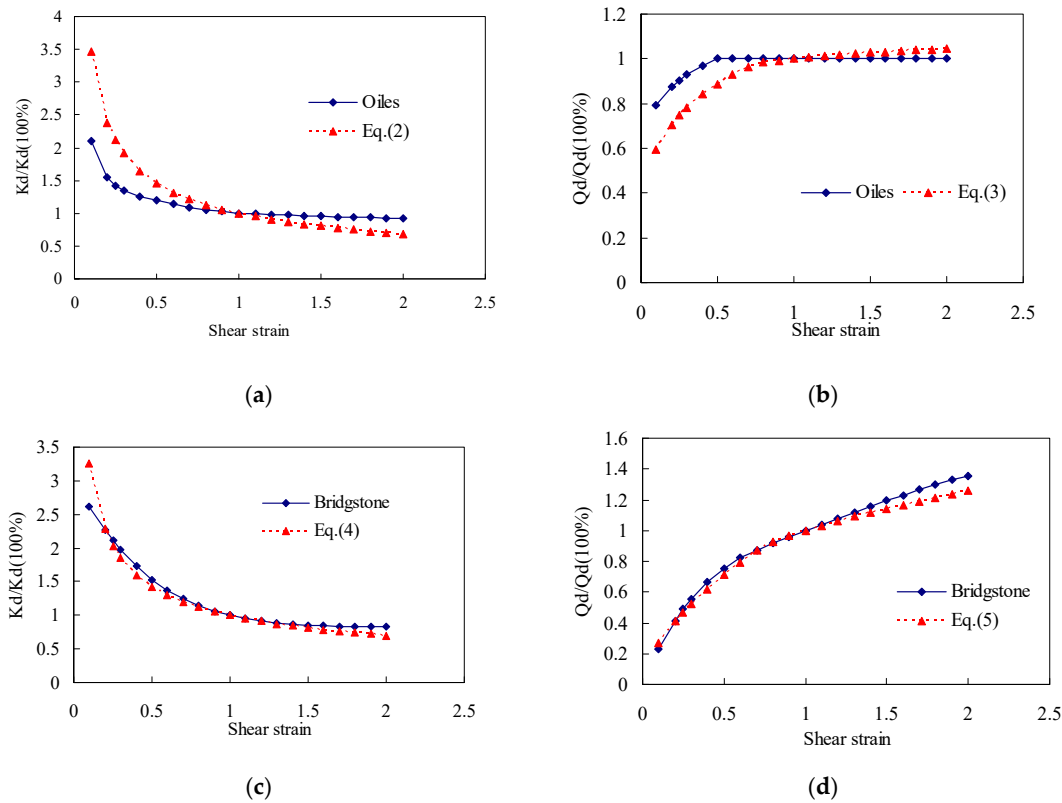 Kd/Kd(100%)
4
3.5
3
2.5
2
1.5
1
0.5
0
Oiles
Eq.(2)
0 0.5 1 1.5 2 2.5
Shear strain
(a)
Qd/Qd(100%)
1.2
1
0.8
0.6
0.4
0.2
0
Oiles Eq.(3)
0 0.5 1 1.5 2 2.5
Shear strain
(b)
Kd/Kd(100%)
3.5
3
2.5
2
1.5
1
0.5
0
Bridgstone
Eq.(4)
0 0.5 1 1.5 2 2.5
Shear strain
(c)
Qd/Qd(100%)
1.6
1.4
1.2
1
0.8
0.6
0.4
0.2
0
Bridgstone
Eq.(5)
0 0.5 1 1.5 2 2.5
Shear strain
(d)